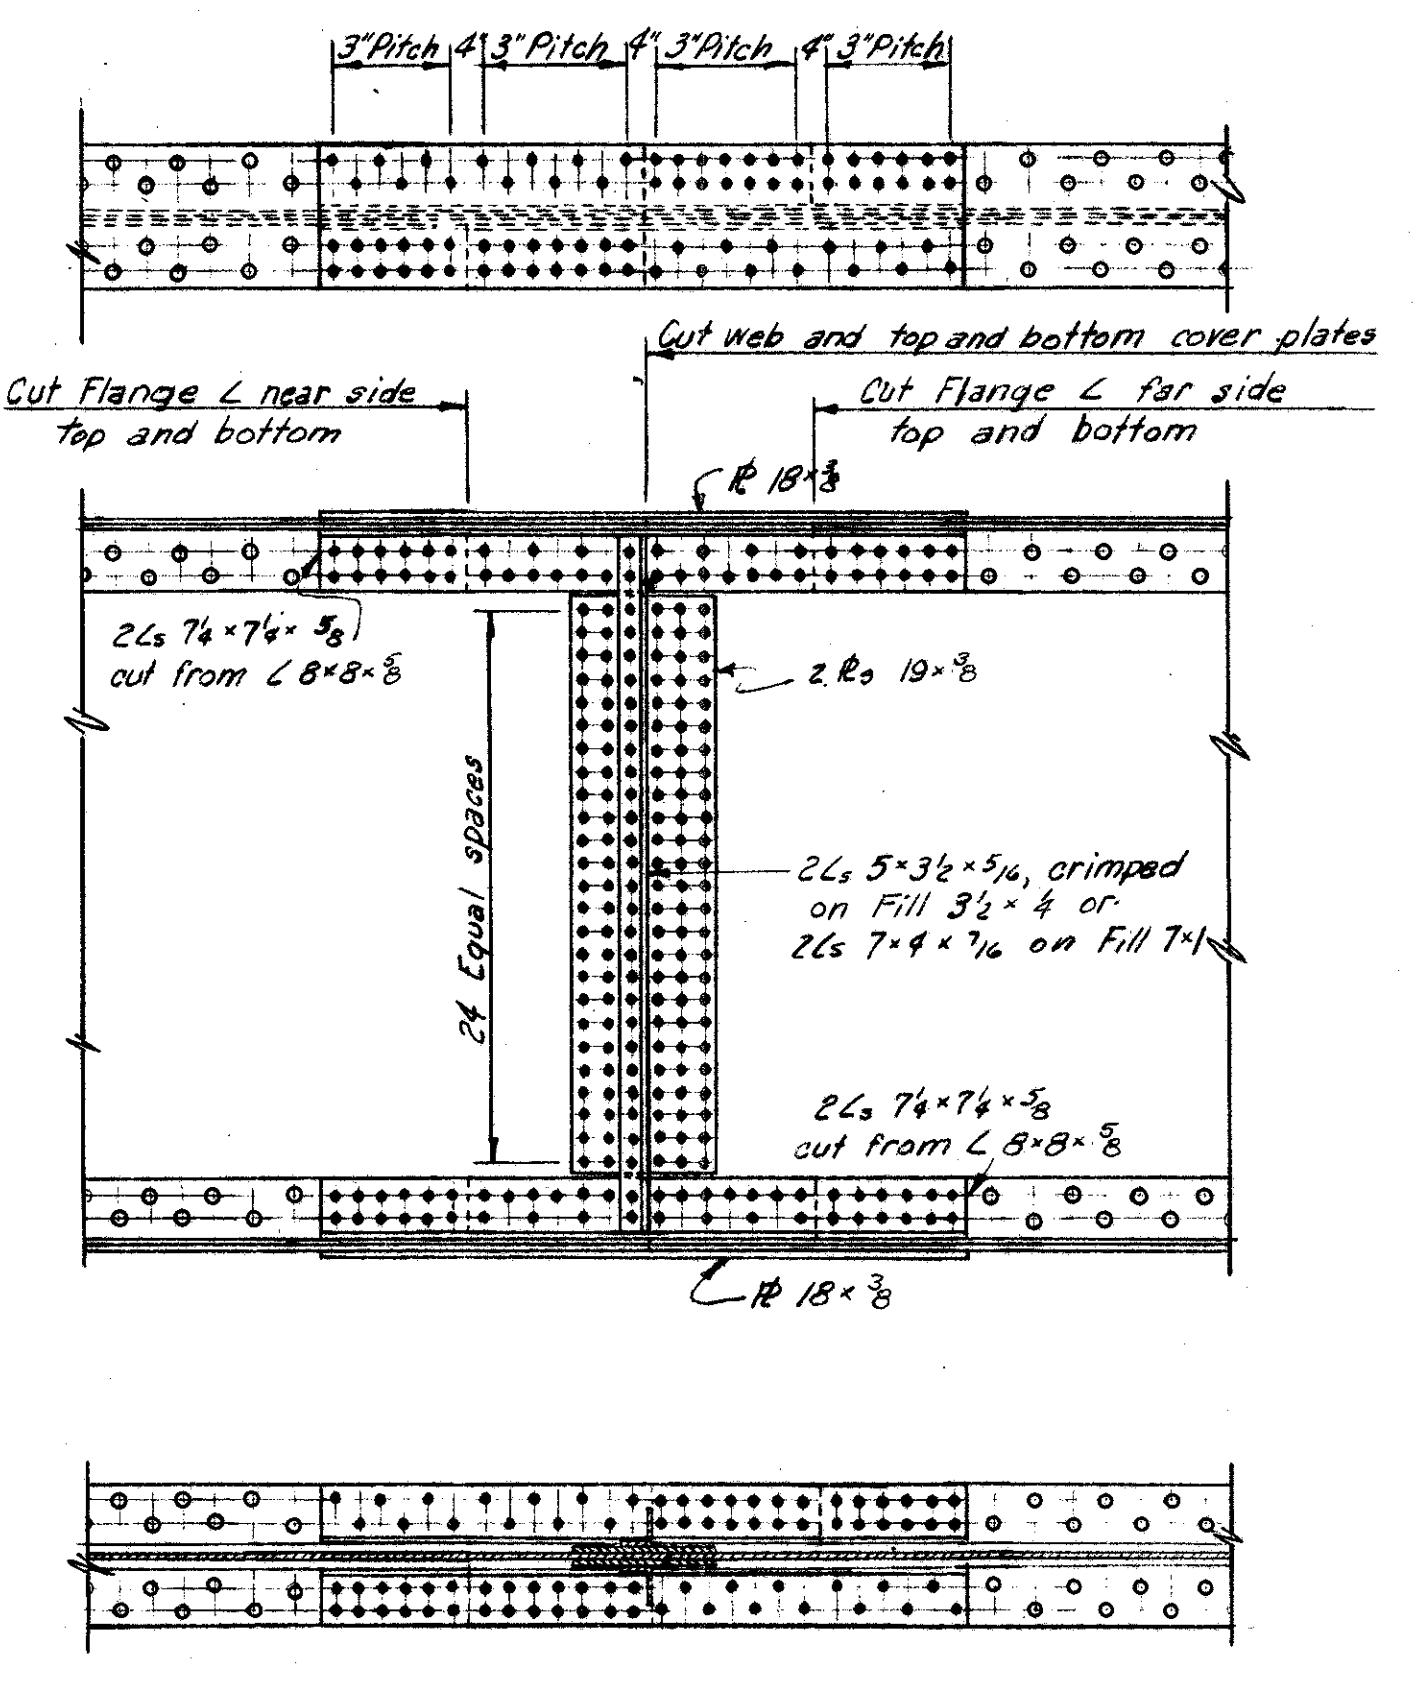 3"Pitch 4" 3"Pitch 4" 3"Pitch 4" 3"Pitch
Cut web and top and bottom cover plates
Cut Flange ∠ near side
top and bottom
Cut Flange ∠ far side
top and bottom
℄ 18×3/8
2∠s 7¼×7¼×5/8
cut from ∠ 8×8×5/8
2 ℄s 19×3/8
24 Equal spaces
2∠s 5×3½×5/16, crimped
on Fill 3½×¼ or
2∠s 7×4×7/16 on Fill 7×1
2∠s 7¼×7¼×5/8
cut from ∠ 8×8×5/8
℄ 18×3/8